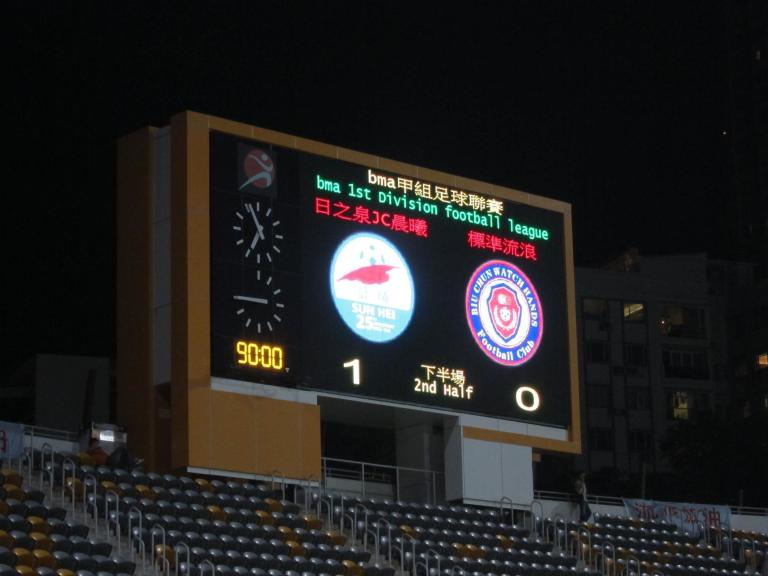 bma甲組足球聯賽
bma 1st Division football league
日之泉JC晨曦
標準流浪
SUN HEI
25
BIU CHUN WATCH HANDS
Football Club
90:00
1
下半場
2nd Half
0